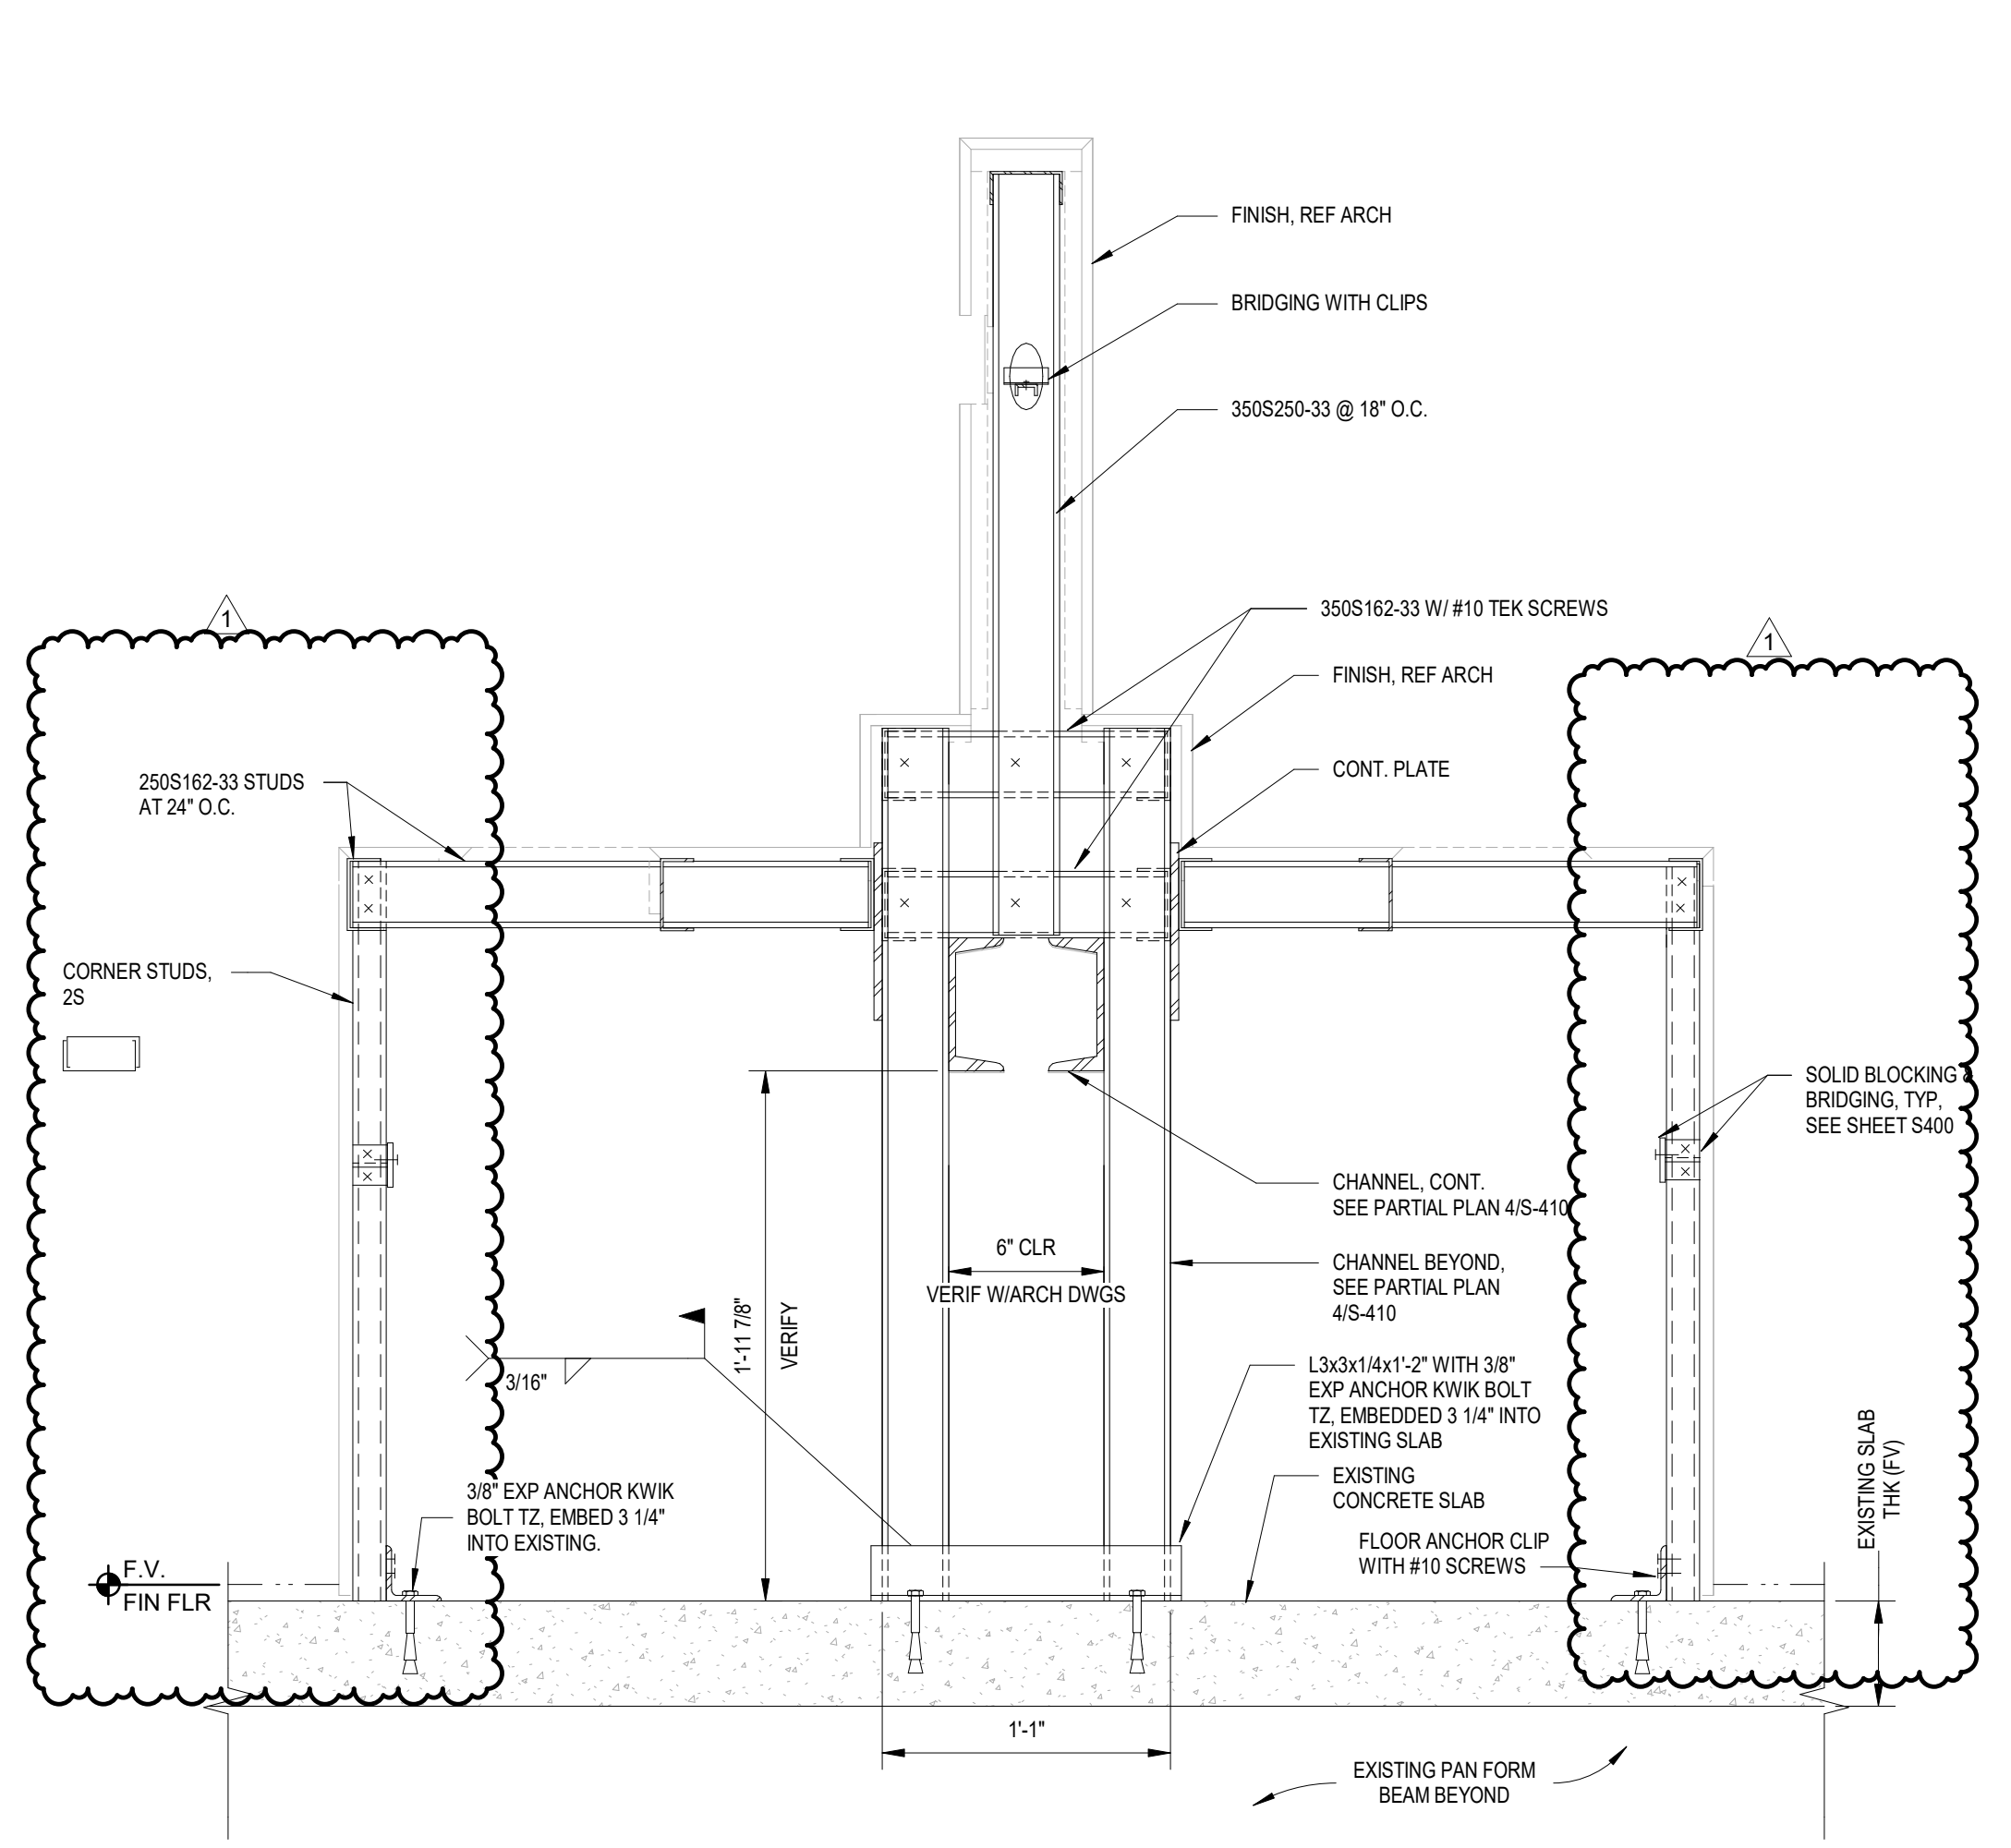 FINISH, REF ARCH
BRIDGING WITH CLIPS
350S250-33 @ 18" O.C.
1
350S162-33 W/ #10 TEK SCREWS
1
FINISH, REF ARCH
CONT. PLATE
250S162-33 STUDS
AT 24" O.C.
CORNER STUDS,
2S
SOLID BLOCKING &
BRIDGING, TYP,
SEE SHEET S400
CHANNEL, CONT.
SEE PARTIAL PLAN 4/S-410
6" CLR
VERIF W/ARCH DWGS
CHANNEL BEYOND,
SEE PARTIAL PLAN
4/S-410
1'-11 7/8"
VERIFY
3/16"
L3x3x1/4x1'-2" WITH 3/8"
EXP ANCHOR KWIK BOLT
TZ, EMBEDDED 3 1/4" INTO
EXISTING SLAB
EXISTING
CONCRETE SLAB
3/8" EXP ANCHOR KWIK
BOLT TZ, EMBED 3 1/4"
INTO EXISTING.
FLOOR ANCHOR CLIP
WITH #10 SCREWS
EXISTING SLAB
THK (FV)
F.V.
FIN FLR
1'-1"
EXISTING PAN FORM
BEAM BEYOND